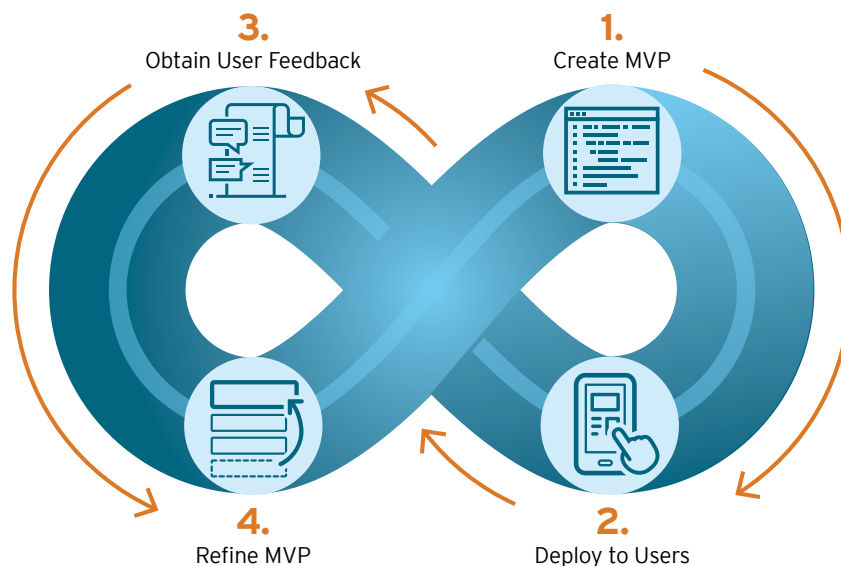 3.
Obtain User Feedback
1.
Create MVP
4.
Refine MVP
2.
Deploy to Users